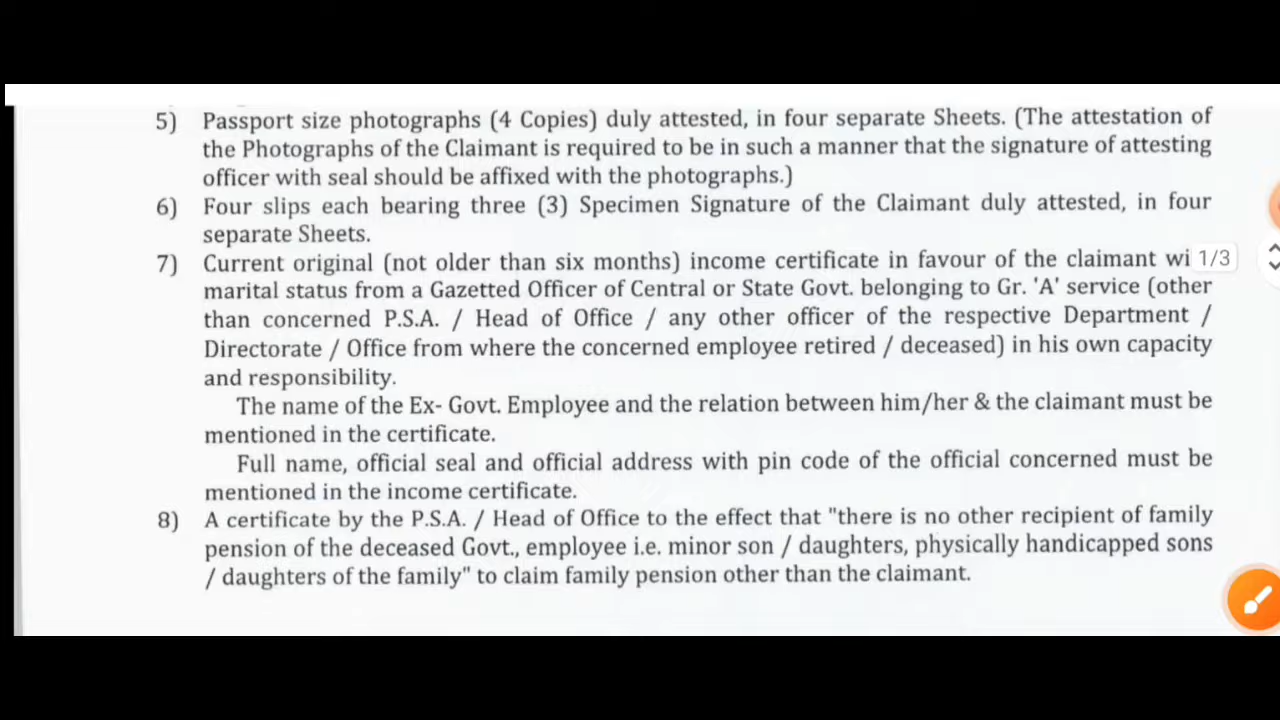 5) Passport size photographs (4 Copies) duly attested, in four separate Sheets. (The attestation of
the Photographs of the Claimant is required to be in such a manner that the signature of attesting
officer with seal should be affixed with the photographs.)
6) Four slips each bearing three (3) Specimen Signature of the Claimant duly attested, in four
separate Sheets.
7) Current original (not older than six months) income certificate in favour of the claimant wi
1/3
marital status from a Gazetted Officer of Central or State Govt. belonging to Gr. 'A' service (other
than concerned P.S.A. / Head of Office / any other officer of the respective Department /
Directorate / Office from where the concerned employee retired / deceased) in his own capacity
and responsibility.
The name of the Ex- Govt. Employee and the relation between him/her & the claimant must be
mentioned in the certificate.
Full name, official seal and official address with pin code of the official concerned must be
mentioned in the income certificate.
8) A certificate by the P.S.A. / Head of Office to the effect that "there is no other recipient of family
pension of the deceased Govt., employee i.e. minor son / daughters, physically handicapped sons
/ daughters of the family" to claim family pension other than the claimant.